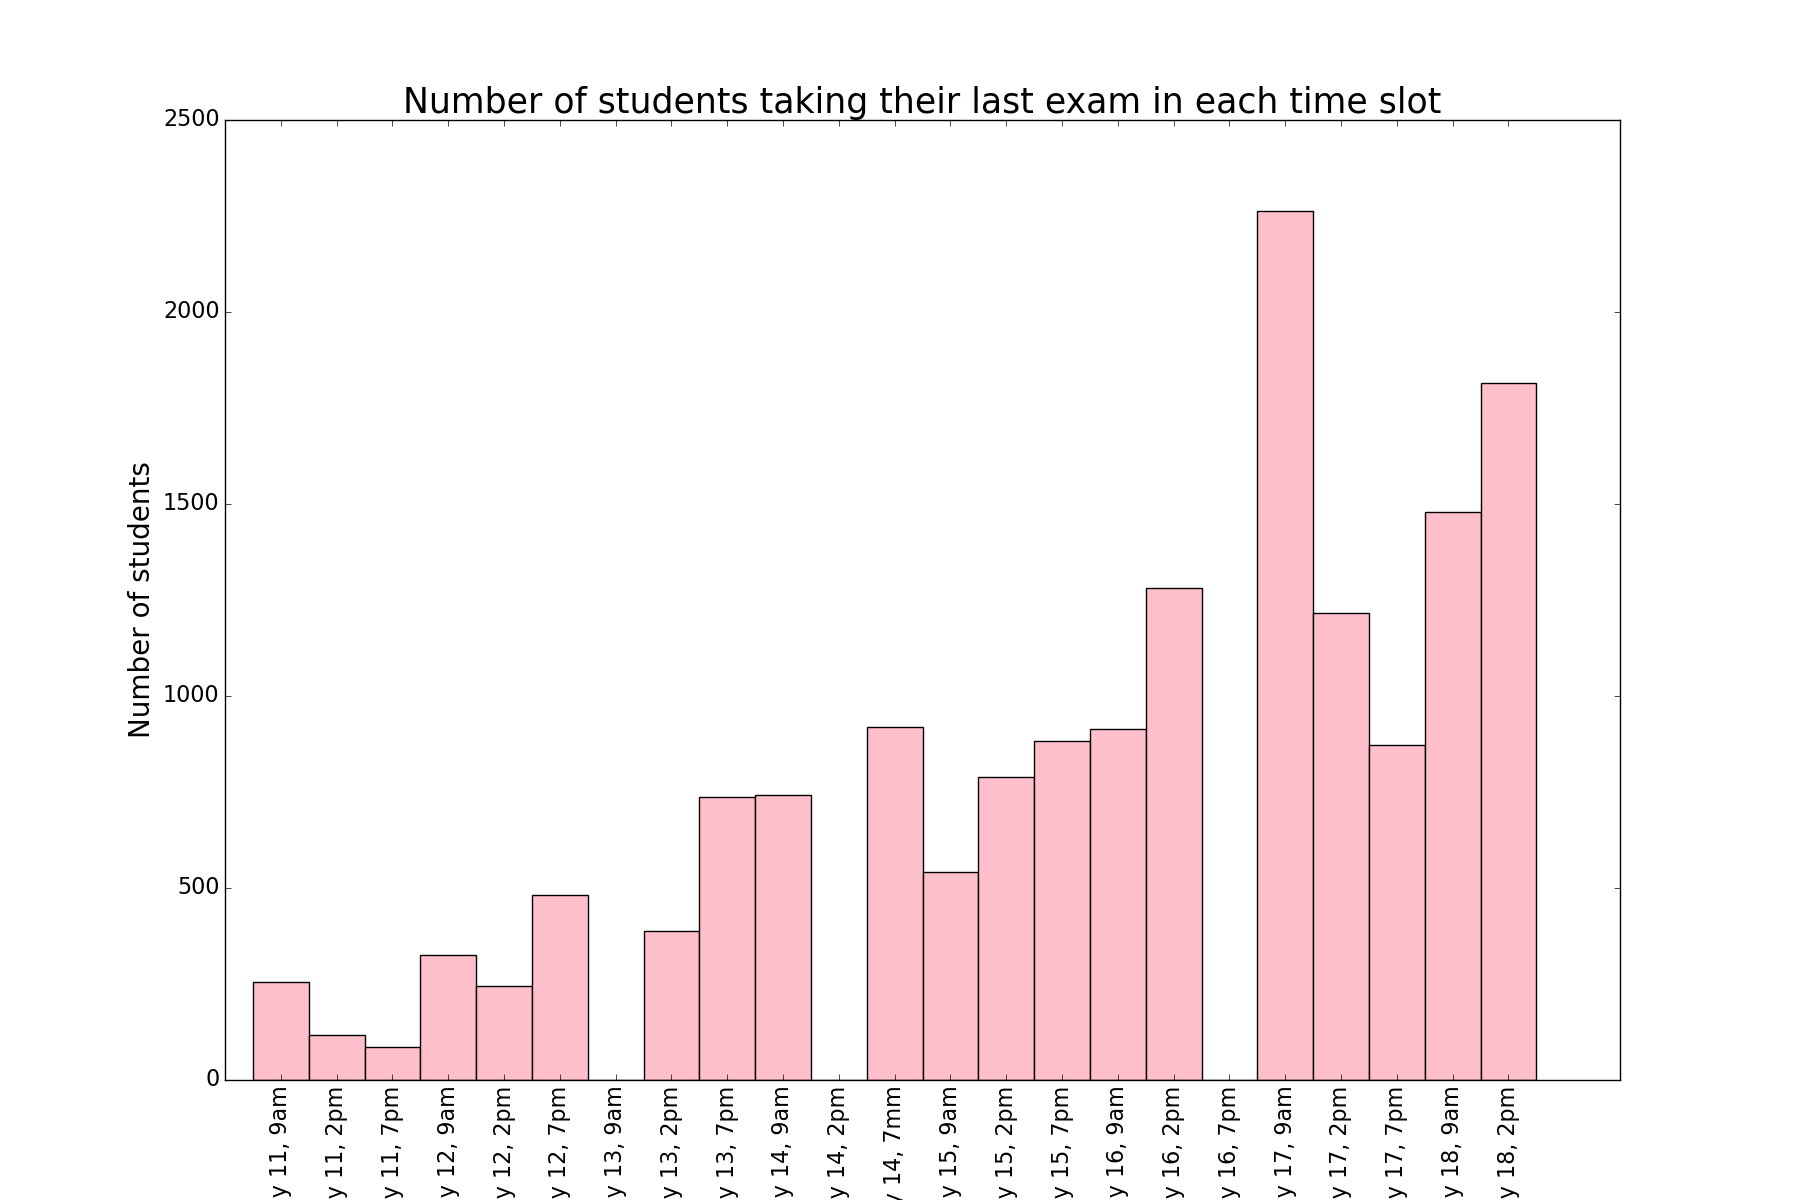 Number of students taking their last exam in each time slot
Number of students
2500
2000
1500
1000
500
0
y 11, 9am
y 11, 2pm
y 11, 7pm
y 12, 9am
y 12, 2pm
y 12, 7pm
y 13, 9am
y 13, 2pm
y 13, 7pm
y 14, 9am
y 14, 2pm
y 14, 7mm
y 15, 9am
y 15, 2pm
y 15, 7pm
y 16, 9am
y 16, 2pm
y 16, 7pm
y 17, 9am
y 17, 2pm
y 17, 7pm
y 18, 9am
y 18, 2pm